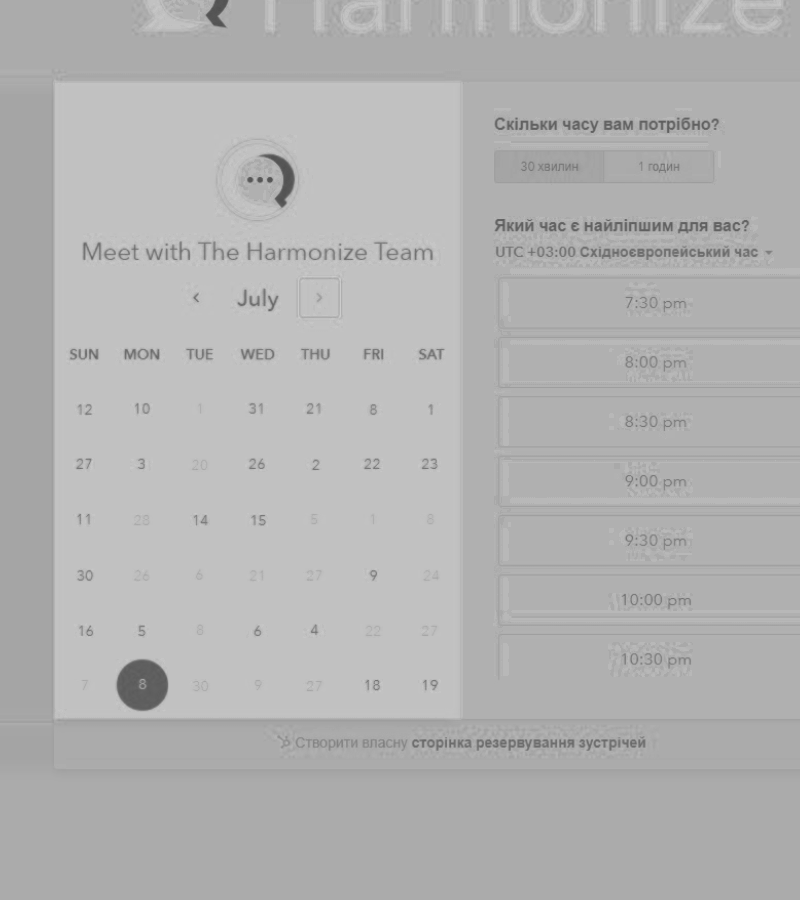 Harmonize
Meet with The Harmonize Team
July
SUN MON TUE WED THU FRI SAT
12 10 1 31 21 8 1
27 3 20 26 2 22 23
11 28 14 15 5 1 8
30 26 6 21 27 9 24
16 5 8 6 4 22 27
7 8 30 9 27 18 19
Скільки часу вам потрібно?
30 хвилин 1 годин
Який час є найліпшим для вас?
UTC +03:00 Східноєвропейський час
7:30 pm
8:00 pm
8:30 pm
9:00 pm
9:30 pm
10:00 pm
10:30 pm
Створити власну сторінка резервування зустрічей